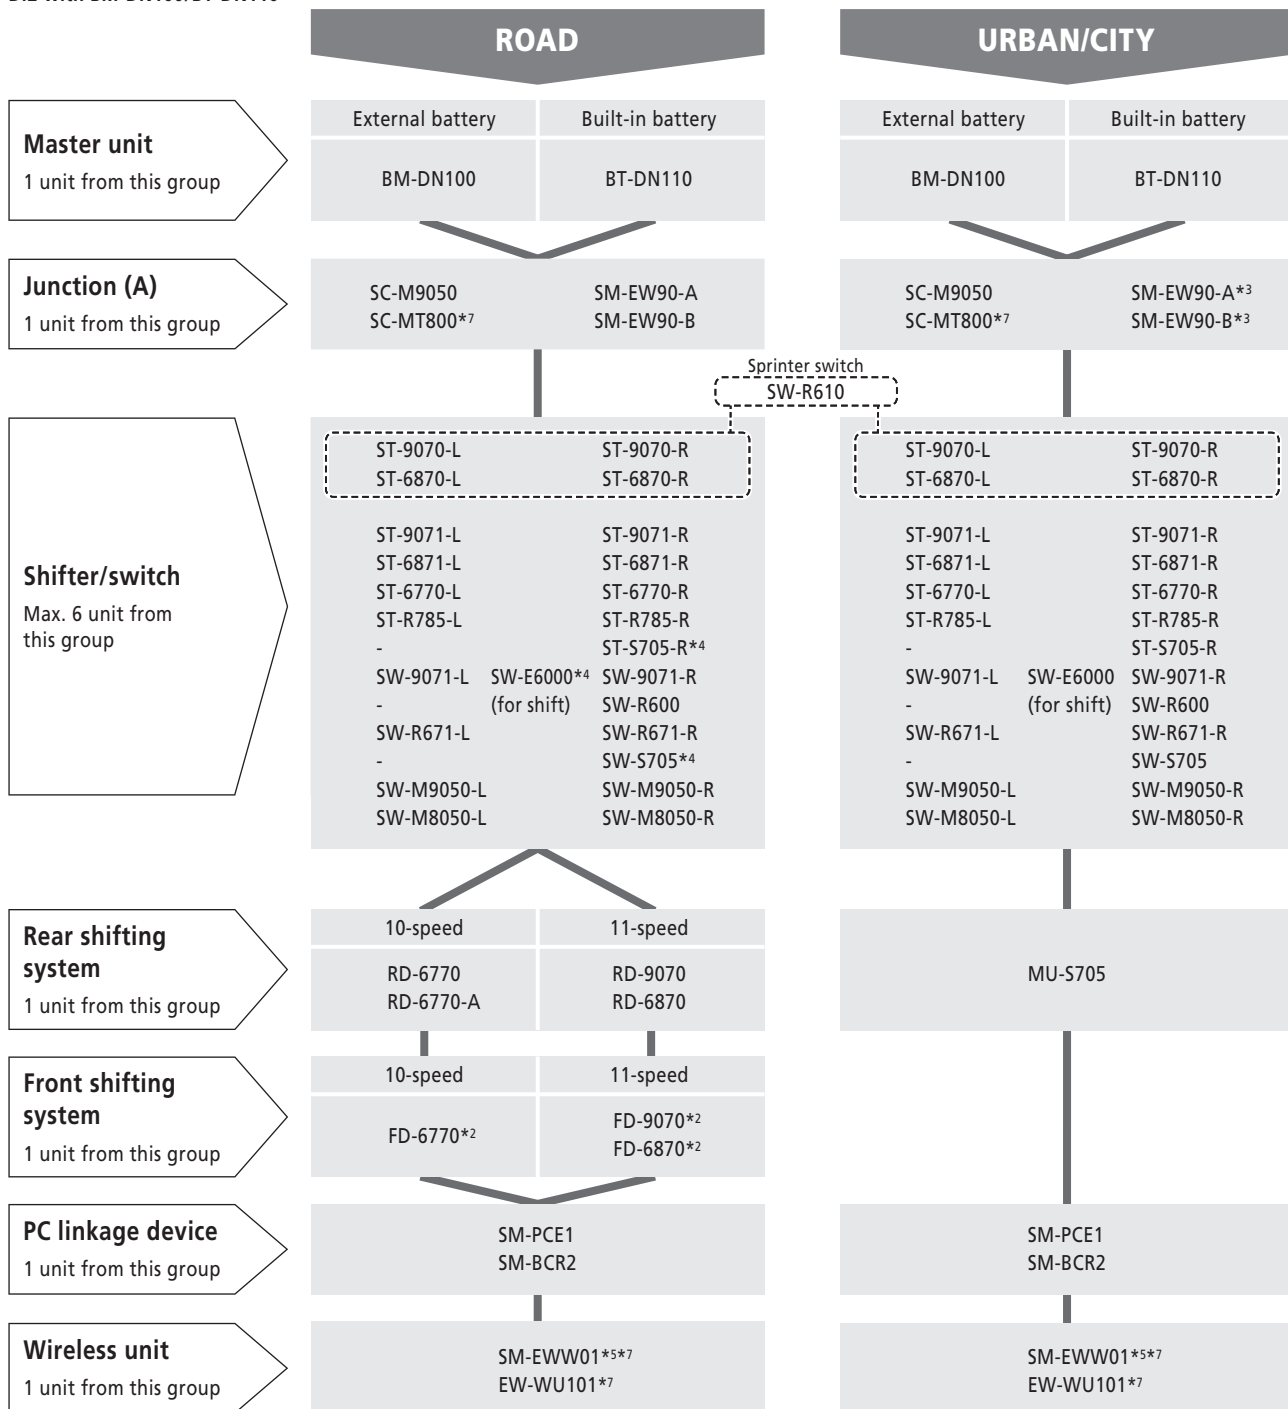 ROAD
URBAN/CITY
Master unit
1 unit from this group
External battery
Built-in battery
BM-DN100
BT-DN110
External battery
Built-in battery
BM-DN100
BT-DN110
Junction (A)
1 unit from this group
SC-M9050
SM-EW90-A
SC-MT800*7
SM-EW90-B
SC-M9050
SM-EW90-A*3
SC-MT800*7
SM-EW90-B*3
Sprinter switch
SW-R610
Shifter/switch
Max. 6 unit from
this group
ST-9070-L ST-9070-R
ST-6870-L ST-6870-R
ST-9071-L ST-9071-R
ST-6871-L ST-6871-R
ST-6770-L ST-6770-R
ST-R785-L ST-R785-R
- ST-S705-R*4
SW-9071-L SW-E6000*4 SW-9071-R
- (for shift) SW-R600
SW-R671-L SW-R671-R
- SW-S705*4
SW-M9050-L SW-M9050-R
SW-M8050-L SW-M8050-R
ST-9070-L ST-9070-R
ST-6870-L ST-6870-R
ST-9071-L ST-9071-R
ST-6871-L ST-6871-R
ST-6770-L ST-6770-R
ST-R785-L ST-R785-R
- ST-S705-R
SW-9071-L SW-E6000 SW-9071-R
- (for shift) SW-R600
SW-R671-L SW-R671-R
- SW-S705
SW-M9050-L SW-M9050-R
SW-M8050-L SW-M8050-R
Rear shifting
system
1 unit from this group
10-speed
11-speed
RD-6770
RD-6770-A
RD-9070
RD-6870
MU-S705
Front shifting
system
1 unit from this group
10-speed
11-speed
FD-6770*2
FD-9070*2
FD-6870*2
PC linkage device
1 unit from this group
SM-PCE1
SM-BCR2
SM-PCE1
SM-BCR2
Wireless unit
1 unit from this group
SM-EWW01*5*7
EW-WU101*7
SM-EWW01*5*7
EW-WU101*7